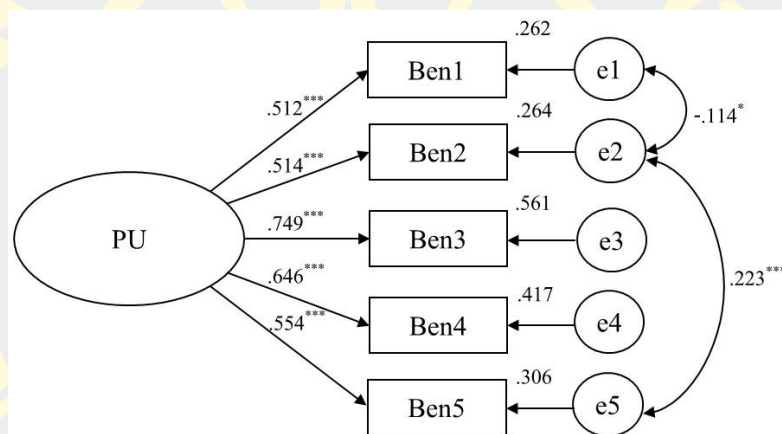 .262
Ben1
e1
.512***
-.114*
.264
Ben2
e2
.514***
.561
PU
.749***
Ben3
e3
.223***
.646***
.417
Ben4
e4
.554***
.306
Ben5
e5